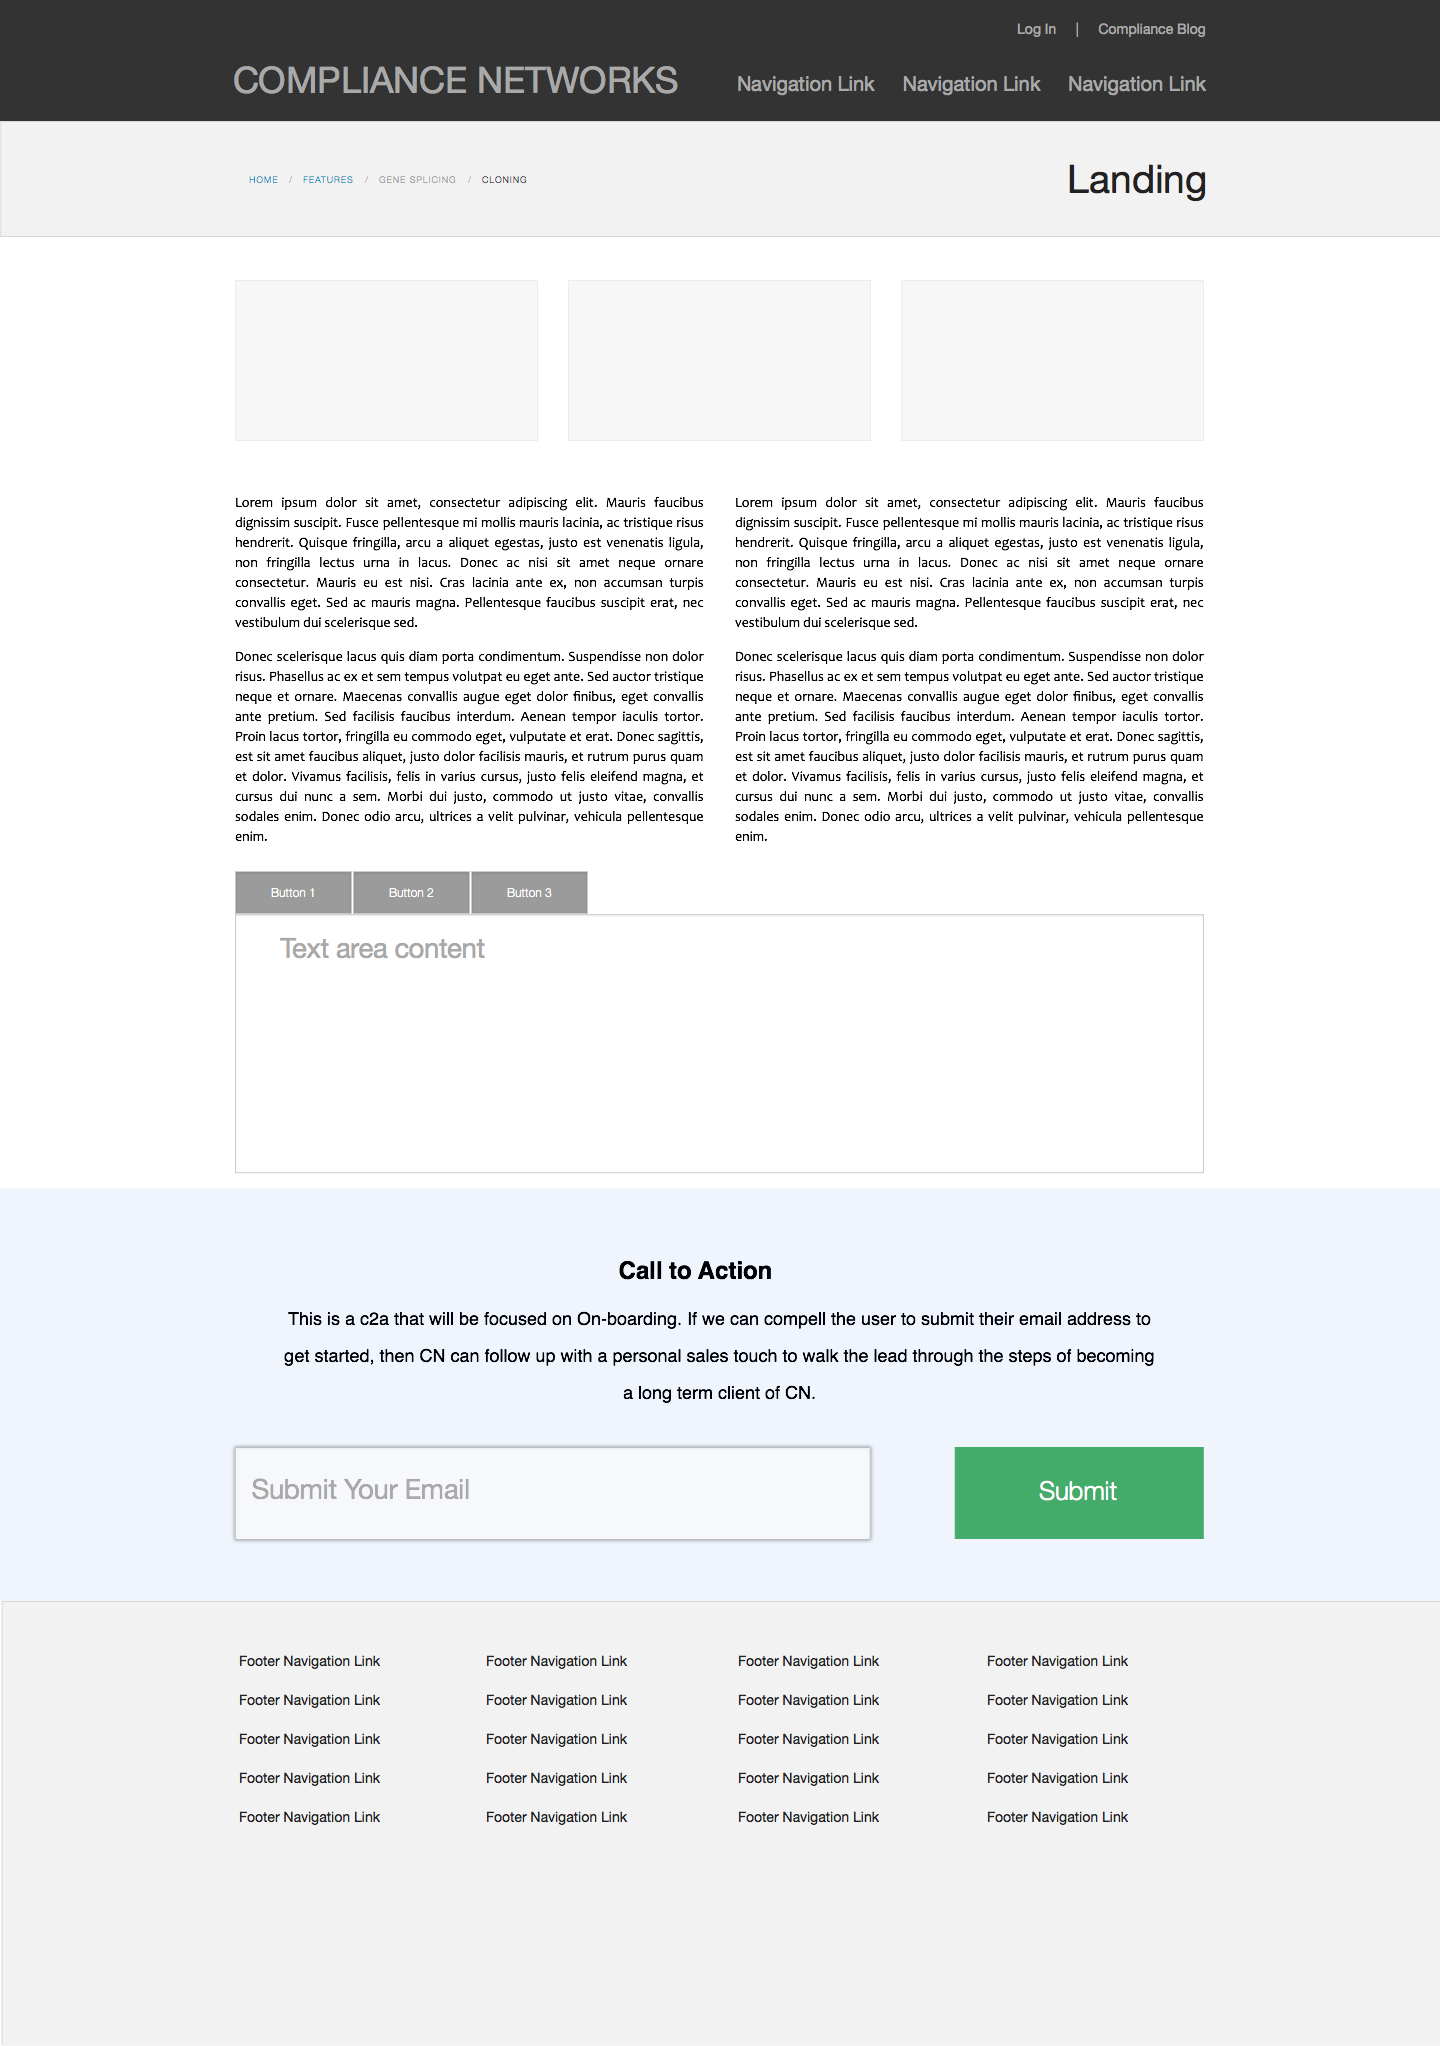 Log In | Compliance Blog
COMPLIANCE NETWORKS
Navigation Link Navigation Link Navigation Link
HOME / FEATURES / GENE SPLICING / CLONING
Landing
Lorem ipsum dolor sit amet, consectetur adipiscing elit. Mauris faucibus
dignissim suscipit. Fusce pellentesque mi mollis mauris lacinia, ac tristique risus
hendrerit. Quisque fringilla, arcu a aliquet egestas, justo est venenatis ligula,
non fringilla lectus urna in lacus. Donec ac nisi sit amet neque ornare
consectetur. Mauris eu est nisi. Cras lacinia ante ex, non accumsan turpis
convallis eget. Sed ac mauris magna. Pellentesque faucibus suscipit erat, nec
vestibulum dui scelerisque sed.
Donec scelerisque lacus quis diam porta condimentum. Suspendisse non dolor
risus. Phasellus ac ex et sem tempus volutpat eu eget ante. Sed auctor tristique
neque et ornare. Maecenas convallis augue eget dolor finibus, eget convallis
ante pretium. Sed facilisis faucibus interdum. Aenean tempor iaculis tortor.
Proin lacus tortor, fringilla eu commodo eget, vulputate et erat. Donec sagittis,
est sit amet faucibus aliquet, justo dolor facilisis mauris, et rutrum purus quam
et dolor. Vivamus facilisis, felis in varius cursus, justo felis eleifend magna, et
cursus dui nunc a sem. Morbi dui justo, commodo ut justo vitae, convallis
sodales enim. Donec odio arcu, ultrices a velit pulvinar, vehicula pellentesque
enim.
Lorem ipsum dolor sit amet, consectetur adipiscing elit. Mauris faucibus
dignissim suscipit. Fusce pellentesque mi mollis mauris lacinia, ac tristique risus
hendrerit. Quisque fringilla, arcu a aliquet egestas, justo est venenatis ligula,
non fringilla lectus urna in lacus. Donec ac nisi sit amet neque ornare
consectetur. Mauris eu est nisi. Cras lacinia ante ex, non accumsan turpis
convallis eget. Sed ac mauris magna. Pellentesque faucibus suscipit erat, nec
vestibulum dui scelerisque sed.
Donec scelerisque lacus quis diam porta condimentum. Suspendisse non dolor
risus. Phasellus ac ex et sem tempus volutpat eu eget ante. Sed auctor tristique
neque et ornare. Maecenas convallis augue eget dolor finibus, eget convallis
ante pretium. Sed facilisis faucibus interdum. Aenean tempor iaculis tortor.
Proin lacus tortor, fringilla eu commodo eget, vulputate et erat. Donec sagittis,
est sit amet faucibus aliquet, justo dolor facilisis mauris, et rutrum purus quam
et dolor. Vivamus facilisis, felis in varius cursus, justo felis eleifend magna, et
cursus dui nunc a sem. Morbi dui justo, commodo ut justo vitae, convallis
sodales enim. Donec odio arcu, ultrices a velit pulvinar, vehicula pellentesque
enim.
Button 1 Button 2 Button 3
Text area content
Call to Action
This is a c2a that will be focused on On-boarding. If we can compell the user to submit their email address to
get started, then CN can follow up with a personal sales touch to walk the lead through the steps of becoming
a long term client of CN.
Submit Your Email
Submit
Footer Navigation Link Footer Navigation Link Footer Navigation Link Footer Navigation Link
Footer Navigation Link Footer Navigation Link Footer Navigation Link Footer Navigation Link
Footer Navigation Link Footer Navigation Link Footer Navigation Link Footer Navigation Link
Footer Navigation Link Footer Navigation Link Footer Navigation Link Footer Navigation Link
Footer Navigation Link Footer Navigation Link Footer Navigation Link Footer Navigation Link